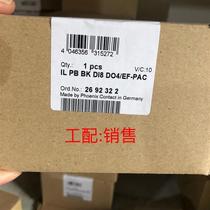 4 046356 315272
V/C.10
Qty.: 1 pcs
IL PB BK DI8 DO4/EF-PAC
Ord.No.: 26 92 32 2
Made by Phoenix Contact in Germany
工配:销售